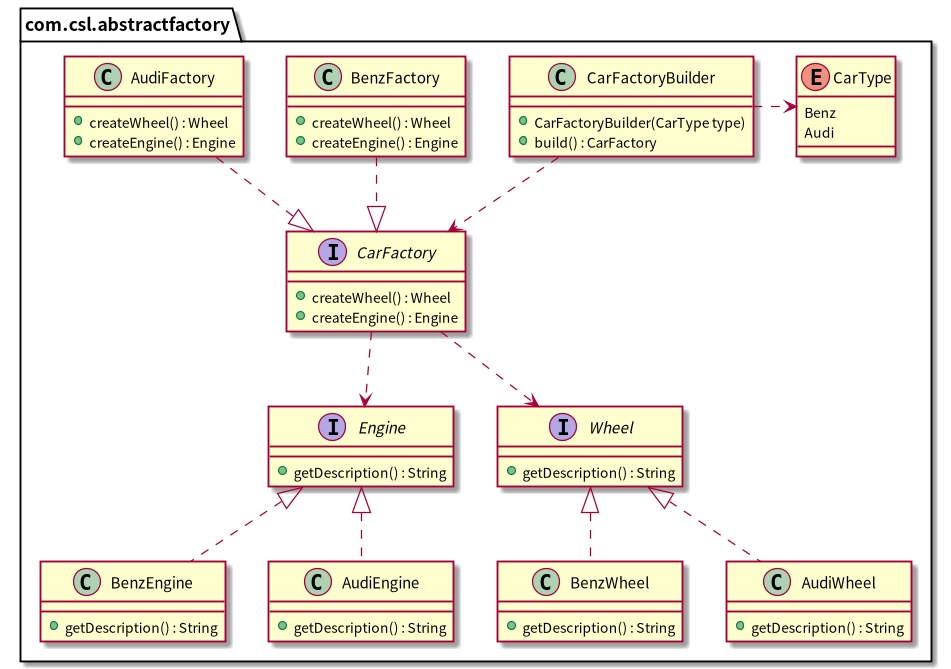 com.csl.abstractfactory
C AudiFactory
createWheel() : Wheel
createEngine() : Engine
C BenzFactory
createWheel() : Wheel
createEngine() : Engine
C CarFactoryBuilder
CarFactoryBuilder(CarType type)
build() : CarFactory
E CarType
Benz
Audi
I CarFactory
createWheel() : Wheel
createEngine() : Engine
I Engine
getDescription() : String
I Wheel
getDescription() : String
C BenzEngine
getDescription() : String
C AudiEngine
getDescription() : String
C BenzWheel
getDescription() : String
C AudiWheel
getDescription() : String